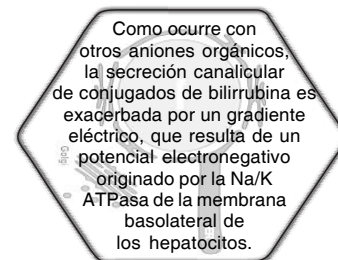 Como ocurre con
otros aniones orgánicos,
la secreción canalicular
de conjugados de bilirrubina es
exacerbada por un gradiente
eléctrico, que resulta de un
potencial electronegativo
originado por la Na/K
ATPasa de la membrana
basolateral de
los hepatocitos.
Golgi